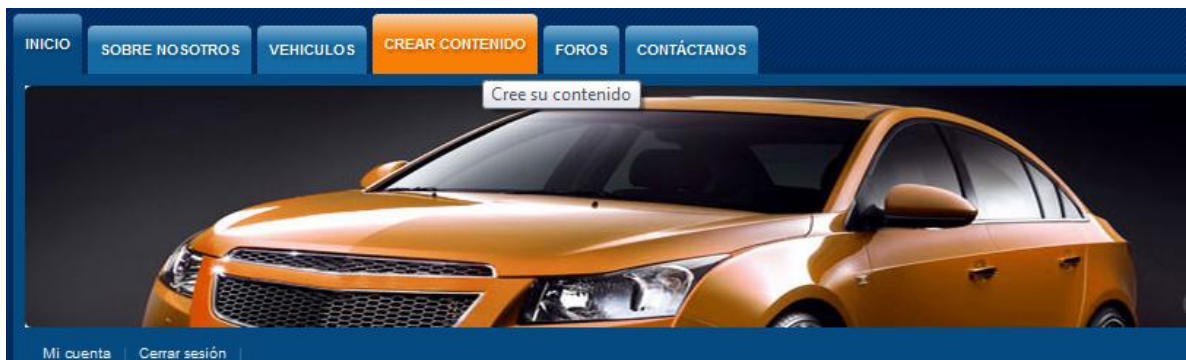 INICIO SOBRE NOSOTROS VEHICULOS CREAR CONTENIDO FOROS CONTÁCTANOS
Cree su contenido
Mi cuenta | Cerrar sesión |